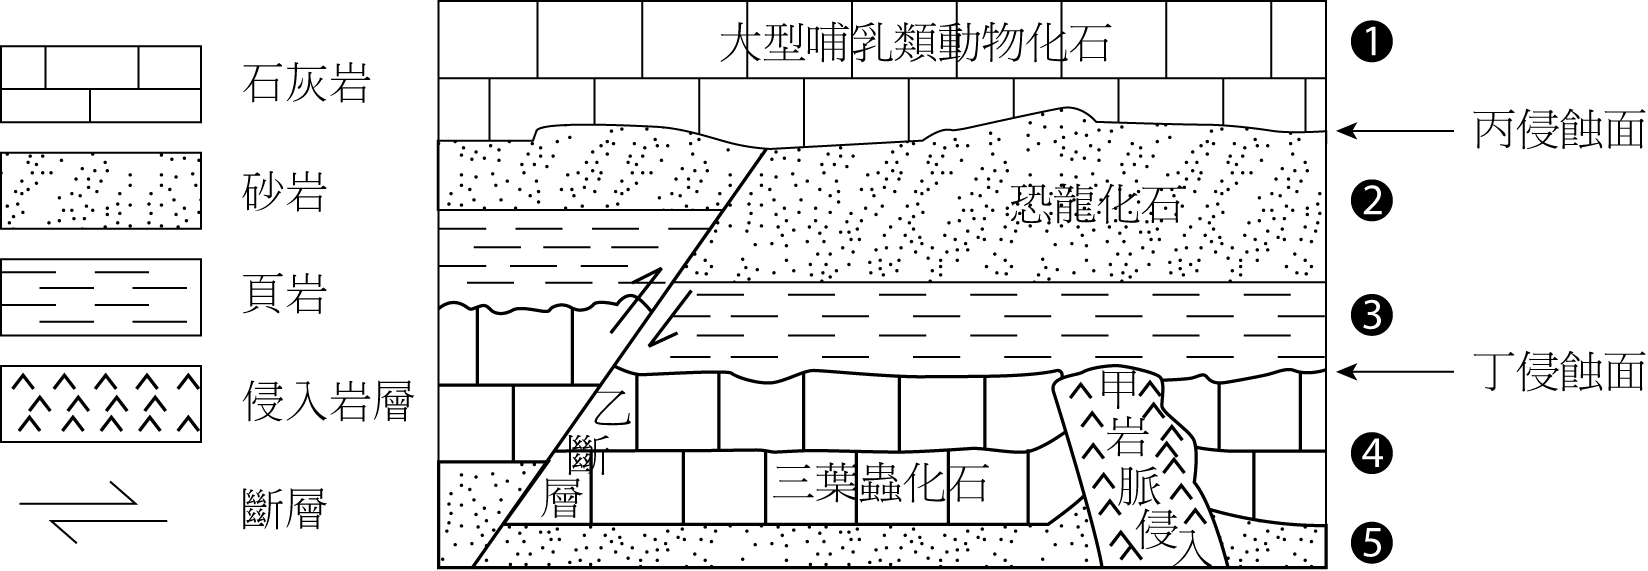 石灰岩
砂岩
頁岩
侵入岩層
斷層
大型哺乳類動物化石
恐龍化石
乙斷層
三葉蟲化石
甲岩脈侵入
❶
丙侵蝕面
❷
❸
丁侵蝕面
❹
❺